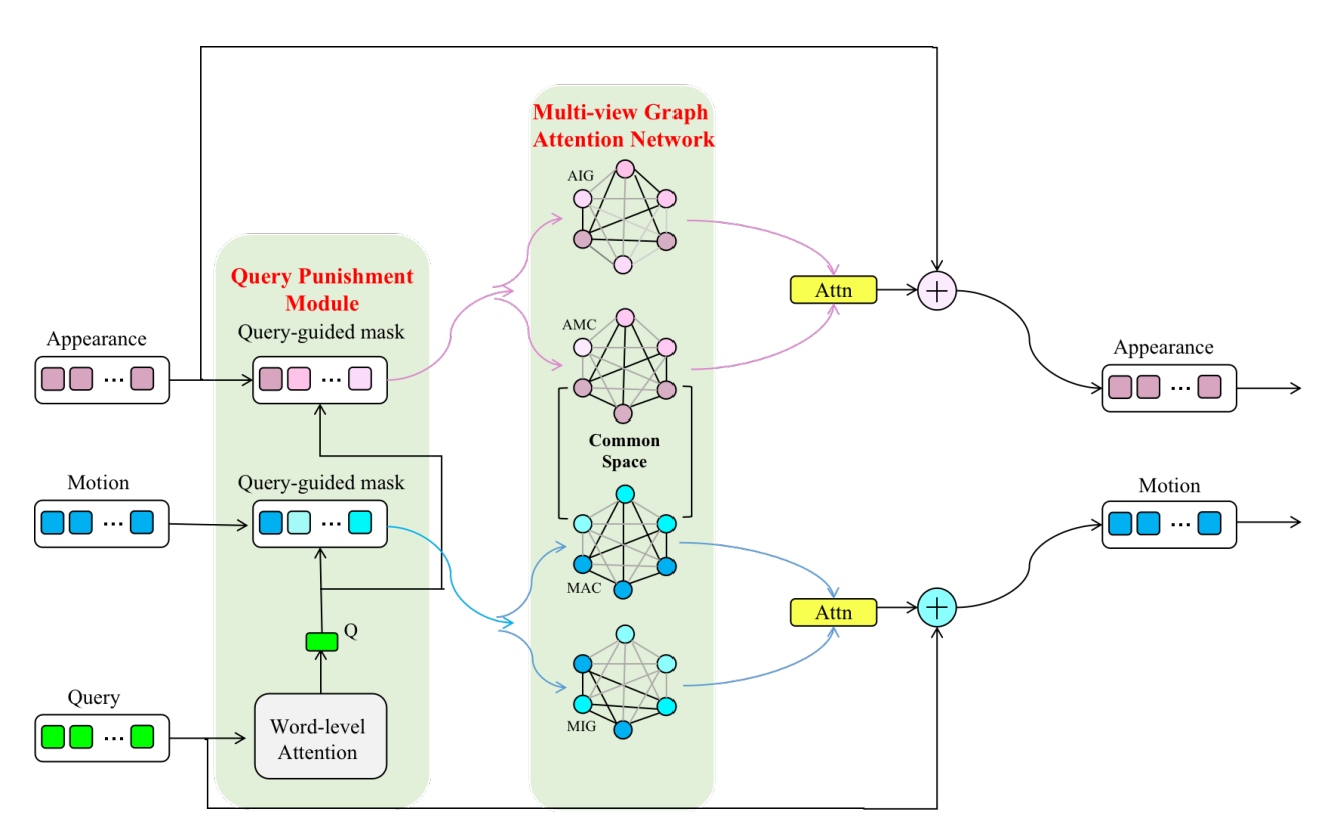 Multi-view Graph
Attention Network
AIG
Query Punishment
Module
Attn
AMC
Query-guided mask
Appearance
...
...
Appearance
...
Common
Space
Motion
...
Query-guided mask
...
Motion
...
MAC
Attn
Q
Query
...
Word-level
Attention
MIG